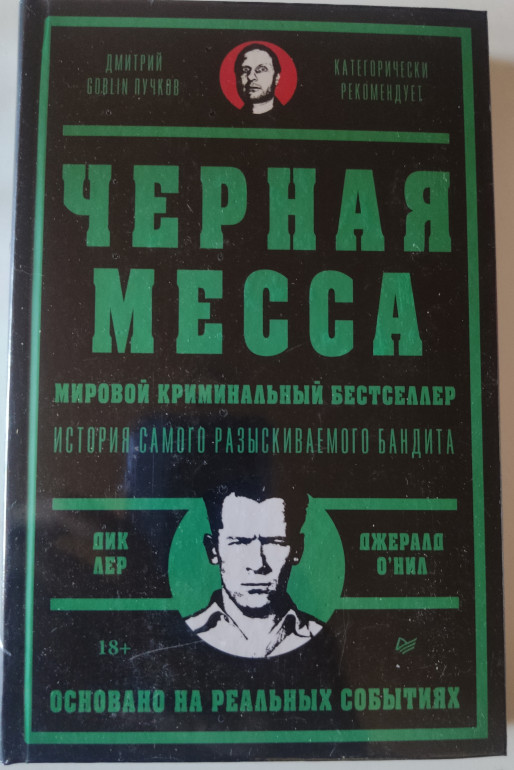 ДМИТРИЙ
GOBLIN ПУЧКОВ
КАТЕГОРИЧЕСКИ
РЕКОМЕНДУЕТ
ЧЕРНАЯ
МЕССА
МИРОВОЙ КРИМИНАЛЬНЫЙ БЕСТСЕЛЛЕР
ИСТОРИЯ САМОГО РАЗЫСКИВАЕМОГО БАНДИТА
ДИК
ЛЕР
ДЖЕРАЛД
О'НИЛ
18+
ОСНОВАНО НА РЕАЛЬНЫХ СОБЫТИЯХ